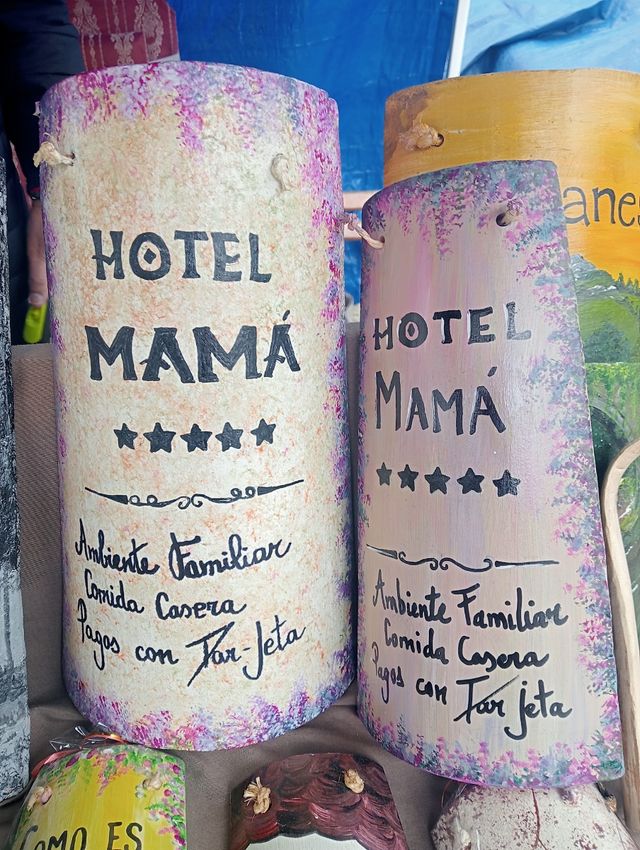 HOTEL
MAMÁ
★★★★★
Ambiente Familiar
Comida Casera
Pagos con Tar-jeta
HOTEL
MAMÁ
★★★★★
Ambiente Familiar
Comida Casera
Pagos con Tar jeta
COMO ES